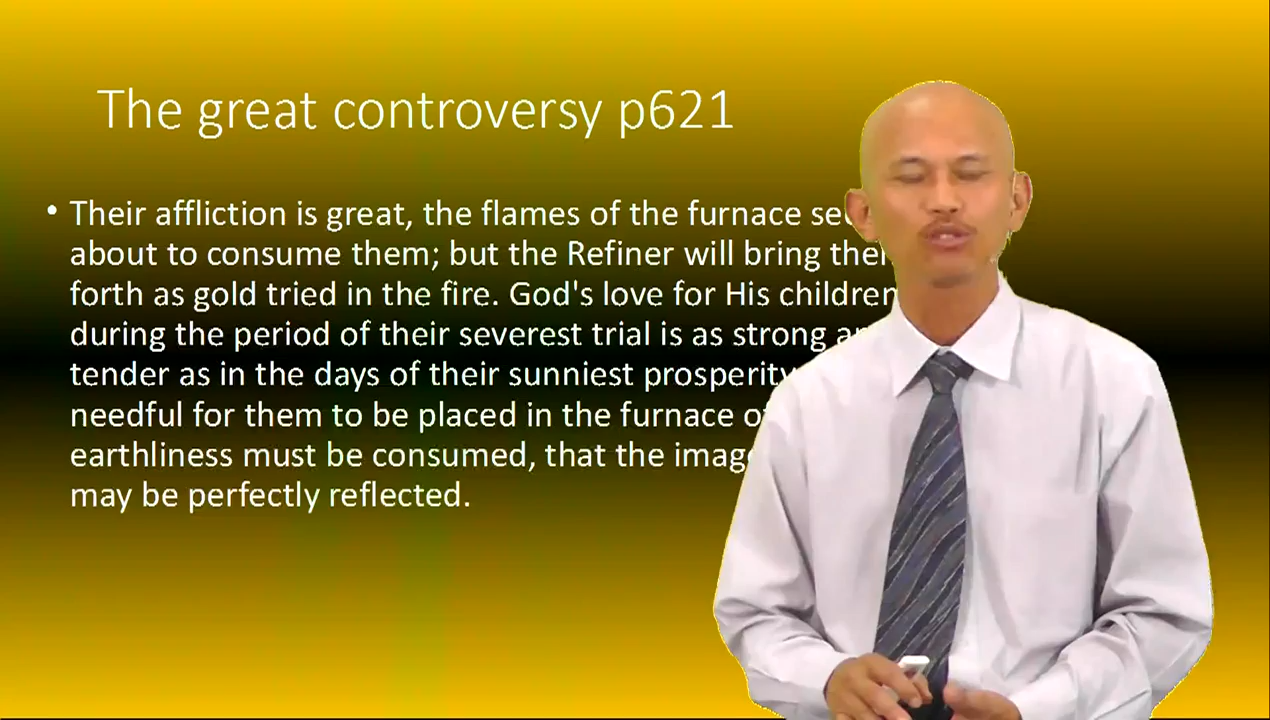 The great controversy p621
• Their affliction is great, the flames of the furnace
about to consume them; but the Refiner will bring
forth as gold tried in the fire. God's love for His children
during the period of their severest trial is as strong
tender as in the days of their sunniest prosperity
needful for them to be placed in the furnace
earthliness must be consumed, that the
may be perfectly reflected.